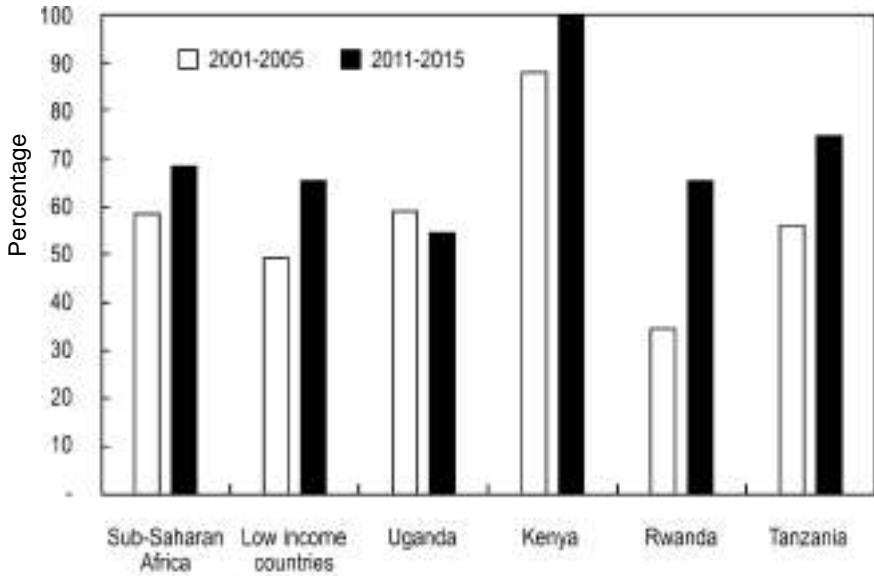 Percentage
100
90
80
70
60
50
40
30
20
10
-
2001-2005 2011-2015
Sub-Saharan Africa
Low income countries
Uganda
Kenya
Rwanda
Tanzania